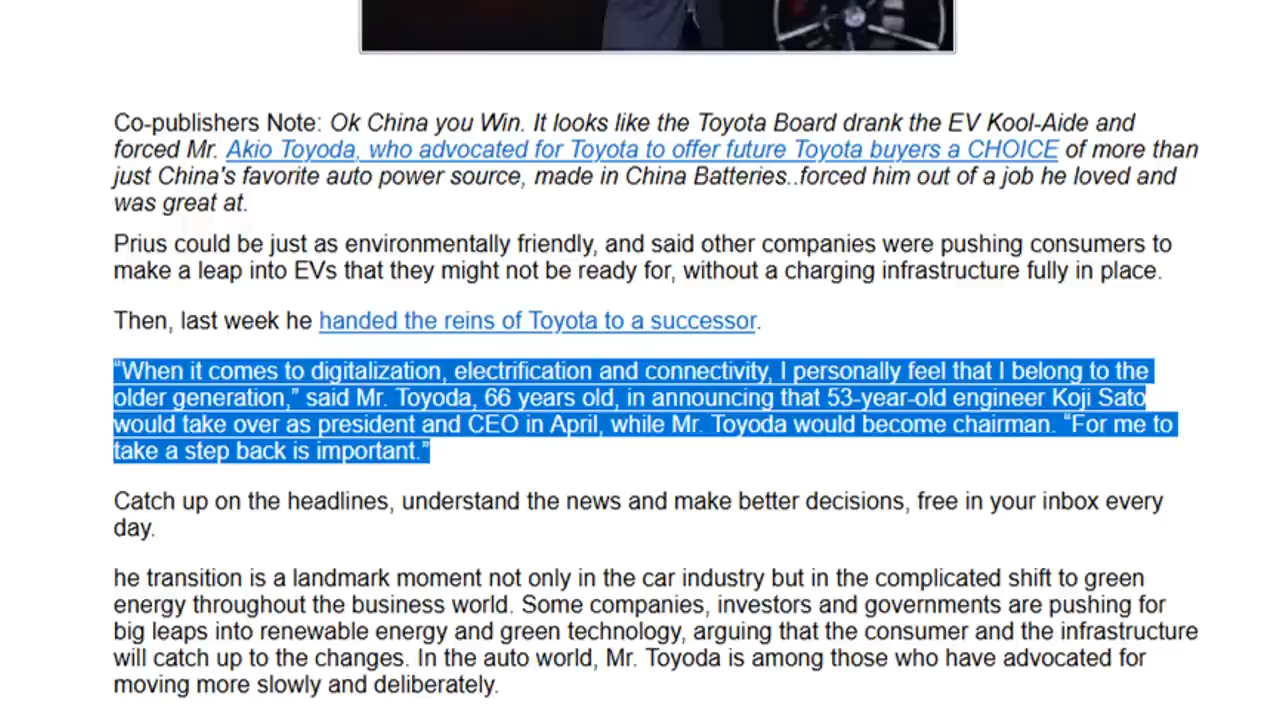 Co-publishers Note: Ok China you Win. It looks like the Toyota Board drank the EV Kool-Aide and
forced Mr. Akio Toyoda, who advocated for Toyota to offer future Toyota buyers a CHOICE of more than
just China's favorite auto power source, made in China Batteries..forced him out of a job he loved and
was great at.
Prius could be just as environmentally friendly, and said other companies were pushing consumers to
make a leap into EVs that they might not be ready for, without a charging infrastructure fully in place.
Then, last week he handed the reins of Toyota to a successor.
“When it comes to digitalization, electrification and connectivity, I personally feel that I belong to the
older generation,” said Mr. Toyoda, 66 years old, in announcing that 53-year-old engineer Koji Sato
would take over as president and CEO in April, while Mr. Toyoda would become chairman. “For me to
take a step back is important.”
Catch up on the headlines, understand the news and make better decisions, free in your inbox every
day.
he transition is a landmark moment not only in the car industry but in the complicated shift to green
energy throughout the business world. Some companies, investors and governments are pushing for
big leaps into renewable energy and green technology, arguing that the consumer and the infrastructure
will catch up to the changes. In the auto world, Mr. Toyoda is among those who have advocated for
moving more slowly and deliberately.